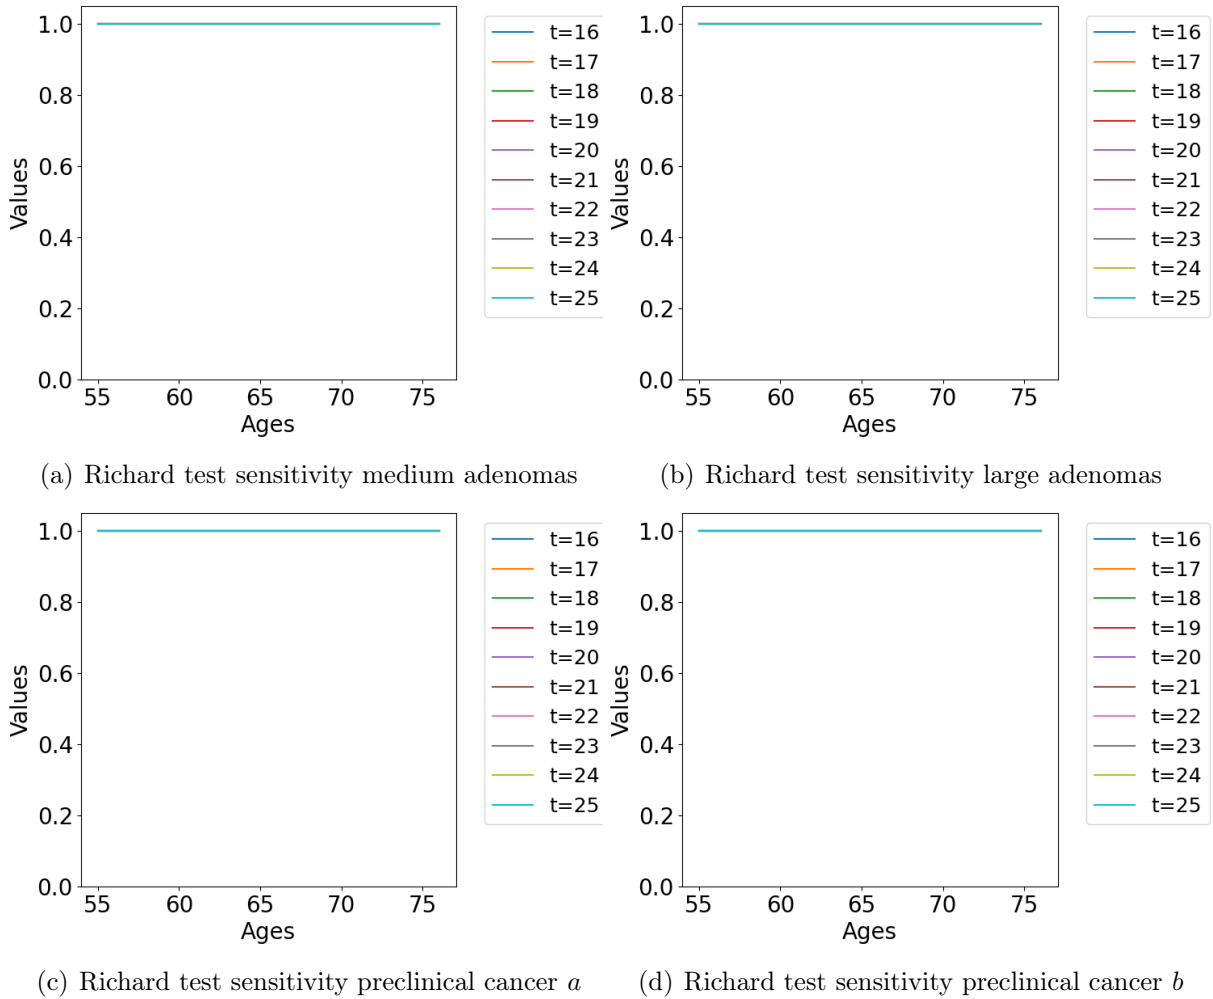 1.0
0.8
0.6
0.4
0.2
0.0
Values
55 60 65 70 75
Ages
t=16
t=17
t=18
t=19
t=20
t=21
t=22
t=23
t=24
t=25
(a) Richard test sensitivity medium adenomas
1.0
0.8
0.6
0.4
0.2
0.0
Values
55 60 65 70 75
Ages
t=16
t=17
t=18
t=19
t=20
t=21
t=22
t=23
t=24
t=25
(b) Richard test sensitivity large adenomas
1.0
0.8
0.6
0.4
0.2
0.0
Values
55 60 65 70 75
Ages
t=16
t=17
t=18
t=19
t=20
t=21
t=22
t=23
t=24
t=25
(c) Richard test sensitivity preclinical cancer a
1.0
0.8
0.6
0.4
0.2
0.0
Values
55 60 65 70 75
Ages
t=16
t=17
t=18
t=19
t=20
t=21
t=22
t=23
t=24
t=25
(d) Richard test sensitivity preclinical cancer b